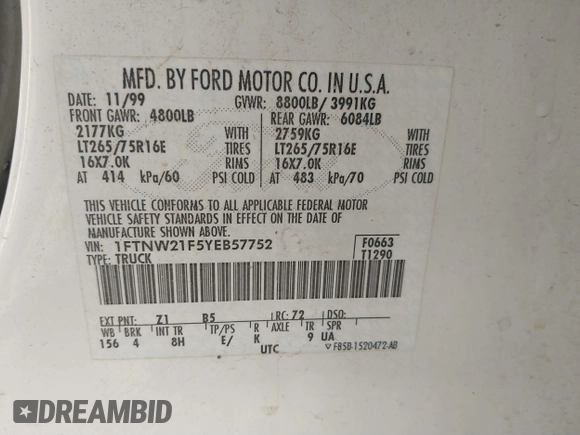 MFD. BY FORD MOTOR CO. IN U.S.A.
DATE: 11/99 GVWR: 8800LB/ 3991KG
FRONT GAWR: 4800LB REAR GAWR: 6084LB
2177KG WITH 2759KG WITH
LT265/75R16E TIRES LT265/75R16E TIRES
16X7.0K RIMS 16X7.0K RIMS
AT 414 kPa/60 PSI COLD AT 483 kPa/70 PSI COLD
THIS VEHICLE CONFORMS TO ALL APPLICABLE FEDERAL MOTOR
VEHICLE SAFETY STANDARDS IN EFFECT ON THE DATE OF
MANUFACTURE SHOWN ABOVE.
VIN: 1FTNW21F5YEB57752 F0663
TYPE: TRUCK T1290
EXT PNT: Z1 B5 RC: 72 DSO:
WB BRK INT TR TP/PS R AXLE TR SPR
156 4 8H E/ K 9 UA
UTC F85B-1520472-AB
DREAMBID